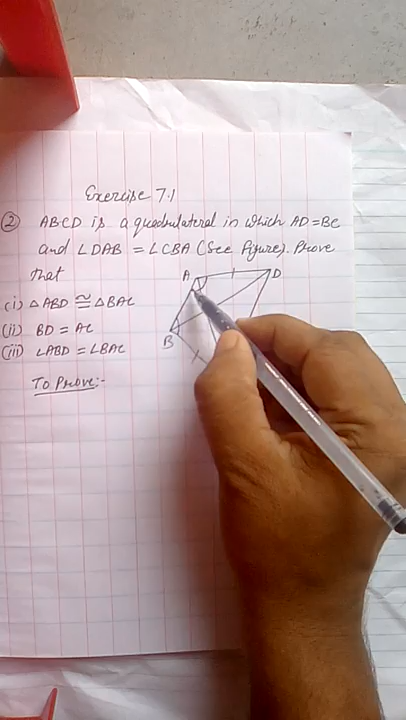 Exercise 7.1
② ABCD is a quadrilateral in which AD = BC
and ∠DAB = ∠CBA (See figure). Prove
that
(i) △ABD ≅ △BAC
(ii) BD = AC
(iii) ∠ABD = ∠BAC
To Prove:-
A
D
B